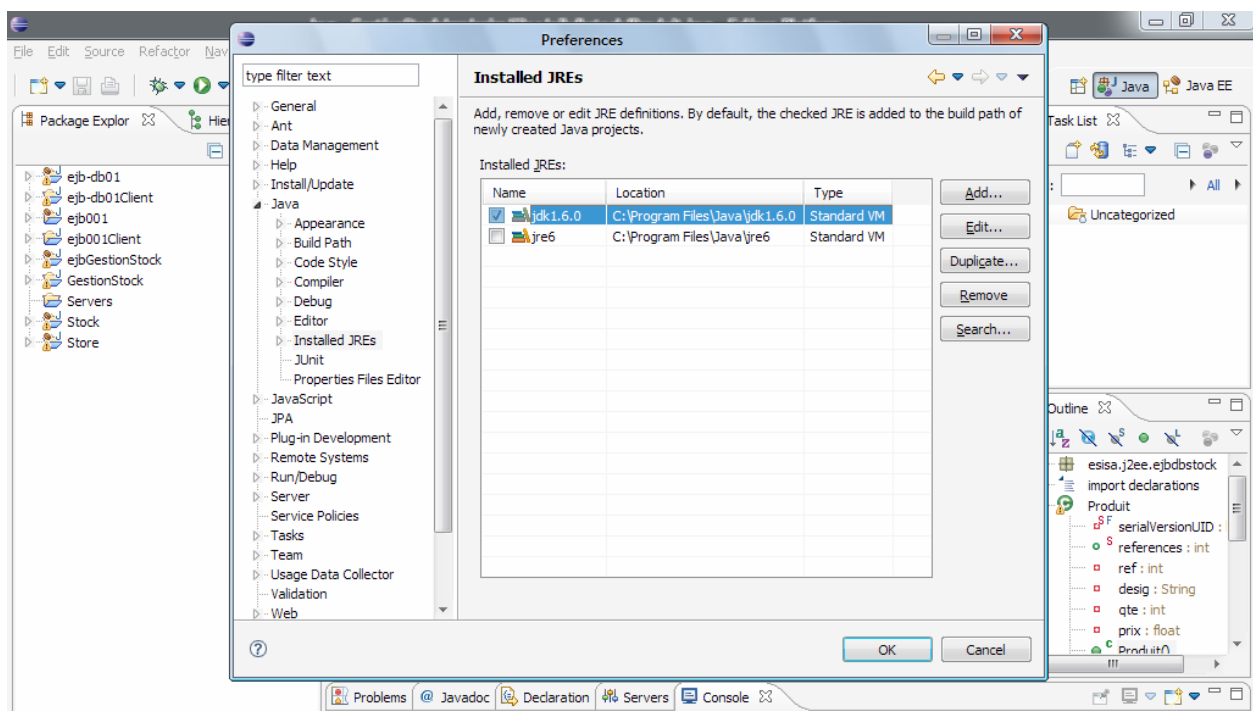 Preferences
File Edit Source Refactor Nav
Java Java EE
Package Explor Hier
ejb-db01
ejb-db01Client
ejb001
ejb001Client
ejbGestionStock
GestionStock
Servers
Stock
Store
type filter text
General
Ant
Data Management
Help
Install/Update
Java
Appearance
Build Path
Code Style
Compiler
Debug
Editor
Installed JREs
JUnit
Properties Files Editor
JavaScript
JPA
Plug-in Development
Remote Systems
Run/Debug
Server
Service Policies
Tasks
Team
Usage Data Collector
Validation
Web
Installed JREs
Add, remove or edit JRE definitions. By default, the checked JRE is added to the build path of
newly created Java projects.
Installed JREs:
Name Location Type
jdk1.6.0 C:\Program Files\Java\jdk1.6.0 Standard VM
jre6 C:\Program Files\Java\jre6 Standard VM
Add...
Edit...
Duplicate...
Remove
Search...
OK Cancel
Task List
: All
Uncategorized
Outline
esisa.j2ee.ejbdbstock
import declarations
Produit
serialVersionUID :
references : int
ref : int
desig : String
qte : int
prix : float
Produit()
Problems @ Javadoc Declaration Servers Console